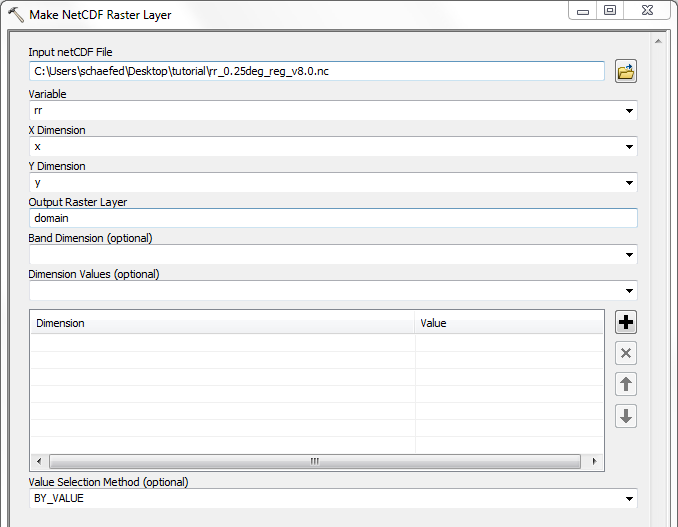 Make NetCDF Raster Layer
Input netCDF File
C:\Users\schaefed\Desktop\tutorial\rr_0.25deg_reg_v8.0.nc
Variable
rr
X Dimension
x
Y Dimension
y
Output Raster Layer
domain
Band Dimension (optional)
Dimension Values (optional)
Dimension Value
Value Selection Method (optional)
BY_VALUE